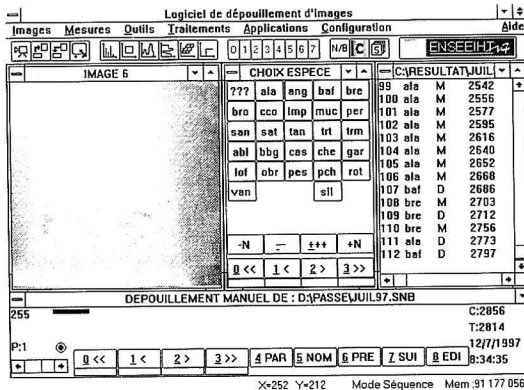 Logiciel de dépouillement d'images
Images Mesures Outils Traitements Applications Configuration Aide
0 1 2 3 4 5 6 7 N/B C ENSEEIHT
IMAGE 6
CHOIX ESPECE
??? ala ang baf bre
bro cco lmp muc per
san sat tan trt trm
abl bbg cas che gar
lof obr pes pch rot
van sil
-N - +++ +N
0 << 1 < 2 > 3 >>
C:\RESULTAT\JUIL
99 ala M 2542
100 ala M 2556
101 ala M 2577
102 ala M 2595
103 ala M 2616
104 ala M 2640
105 ala M 2652
106 ala M 2668
107 baf D 2686
108 bre M 2703
109 bre D 2712
110 bre M 2756
111 ala D 2773
112 baf D 2797
DEPOUILLEMENT MANUEL DE : D:\PASSE\JUIL97.SNB
255 C:2856
T:2814
P:1 12/7/1997
0 << 1 < 2 > 3 >> 4 PAR 5 NOM 6 PRE 7 SUI 8 EDI 8:34:35
X=252 Y=212 Mode Séquence Mem :91 177 056